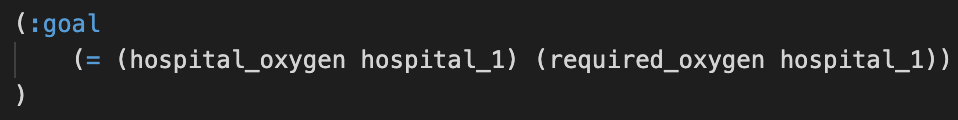 (:goal
    (= (hospital_oxygen hospital_1) (required_oxygen hospital_1))
)